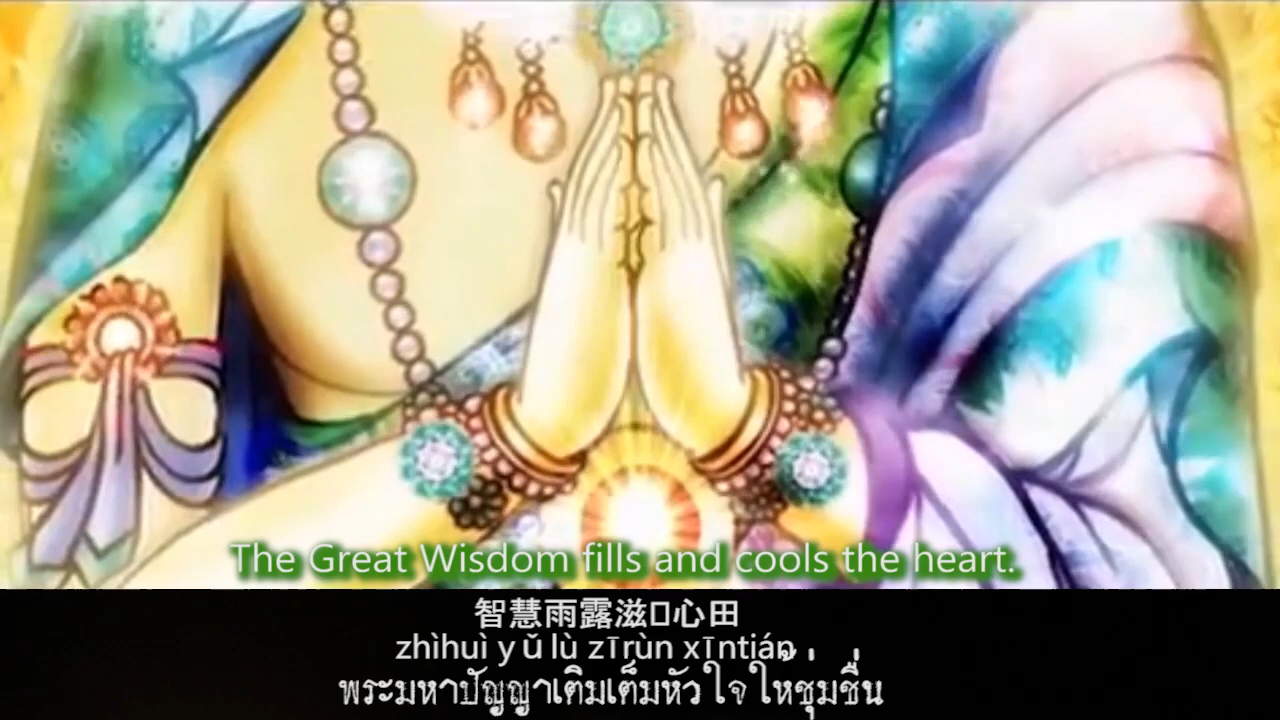 The Great Wisdom fills and cools the heart.
智慧雨露滋▯心田
zhìhuì yǔ lù zīrùn xīntián
พระมหาปัญญาเติมเต็มหัวใจให้ชุ่มชื่น